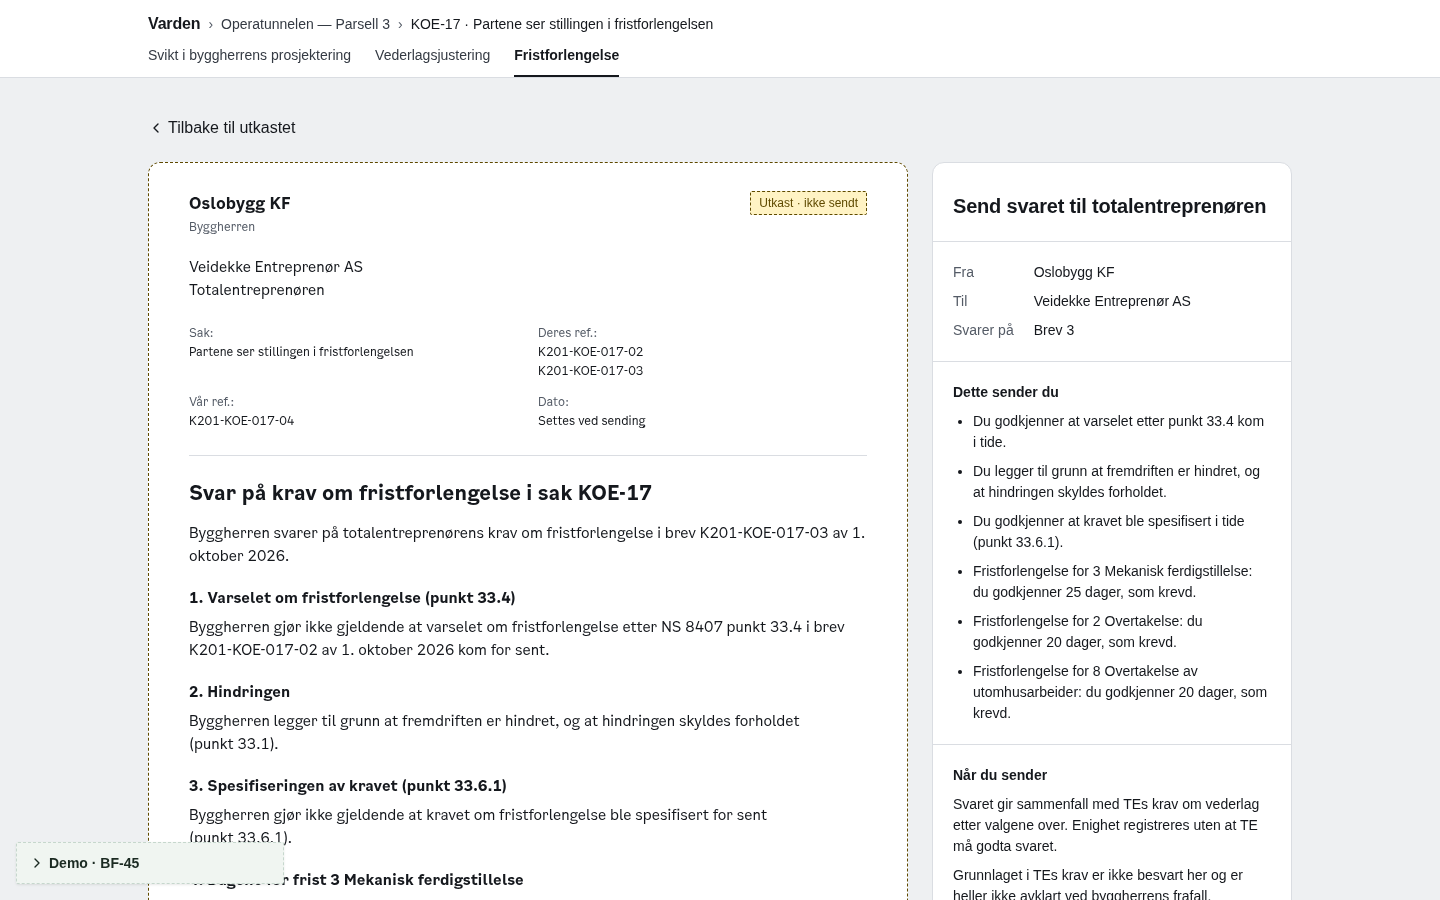 Varden › Operatunnelen — Parsell 3 › KOE-17 · Partene ser stillingen i fristforlengelsen
Svikt i byggherrens prosjektering
Vederlagsjustering
Fristforlengelse
Tilbake til utkastet
Oslobygg KF
Utkast · ikke sendt
Byggherren
Veidekke Entreprenør AS
Totalentreprenøren
Sak:
Partene ser stillingen i fristforlengelsen
Deres ref.:
K201-KOE-017-02
K201-KOE-017-03
Vår ref.:
K201-KOE-017-04
Dato:
Settes ved sending
Svar på krav om fristforlengelse i sak KOE-17
Byggherren svarer på totalentreprenørens krav om fristforlengelse i brev K201-KOE-017-03 av 1.
oktober 2026.
1. Varselet om fristforlengelse (punkt 33.4)
Byggherren gjør ikke gjeldende at varselet om fristforlengelse etter NS 8407 punkt 33.4 i brev
K201-KOE-017-02 av 1. oktober 2026 kom for sent.
2. Hindringen
Byggherren legger til grunn at fremdriften er hindret, og at hindringen skyldes forholdet
(punkt 33.1).
3. Spesifiseringen av kravet (punkt 33.6.1)
Byggherren gjør ikke gjeldende at kravet om fristforlengelse ble spesifisert for sent
(punkt 33.6.1).
frist 3 Mekanisk ferdigstillelse
Demo · BF-45
Send svaret til totalentreprenøren
Fra Oslobygg KF
Til Veidekke Entreprenør AS
Svarer på Brev 3
Dette sender du
• Du godkjenner at varselet etter punkt 33.4 kom
i tide.
• Du legger til grunn at fremdriften er hindret, og
at hindringen skyldes forholdet.
• Du godkjenner at kravet ble spesifisert i tide
(punkt 33.6.1).
• Fristforlengelse for 3 Mekanisk ferdigstillelse:
du godkjenner 25 dager, som krevd.
• Fristforlengelse for 2 Overtakelse: du
godkjenner 20 dager, som krevd.
• Fristforlengelse for 8 Overtakelse av
utomhusarbeider: du godkjenner 20 dager, som
krevd.
Når du sender
Svaret gir sammenfall med TEs krav om vederlag
etter valgene over. Enighet registreres uten at TE
må godta svaret.
Grunnlaget i TEs krav er ikke besvart her og er
heller ikke avklart ved byggherrens frafall.